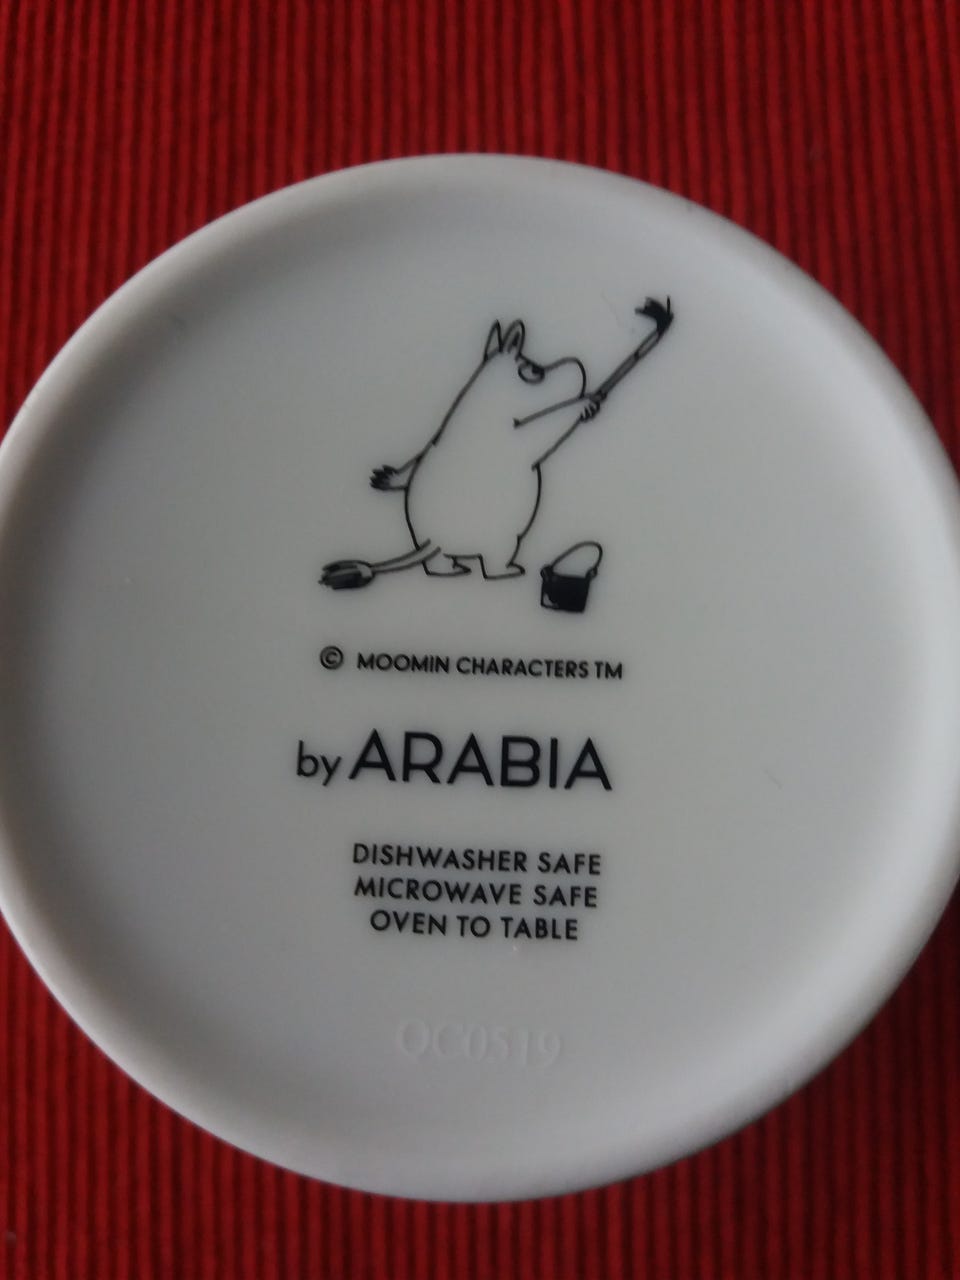 © MOOMIN CHARACTERS TM
by ARABIA
DISHWASHER SAFE
MICROWAVE SAFE
OVEN TO TABLE
QC0519